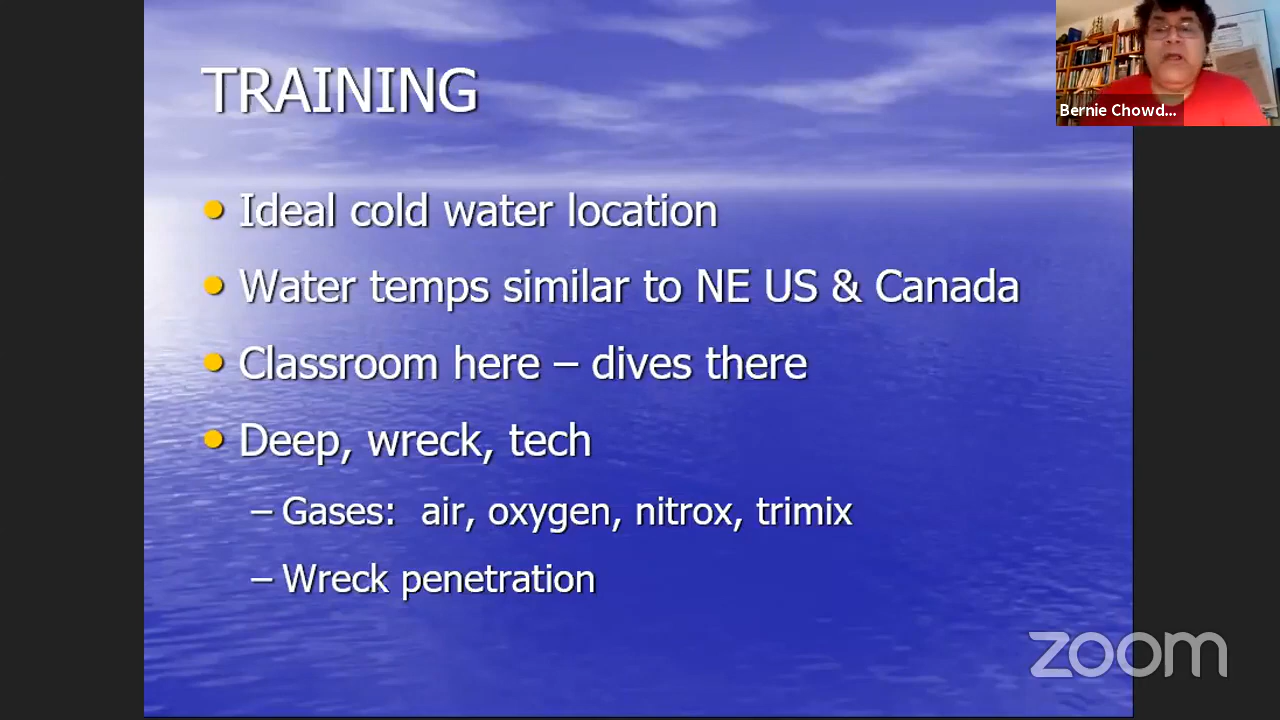 TRAINING
Bernie Chowd...
• Ideal cold water location
• Water temps similar to NE US & Canada
• Classroom here – dives there
• Deep, wreck, tech
– Gases: air, oxygen, nitrox, trimix
– Wreck penetration
zoom